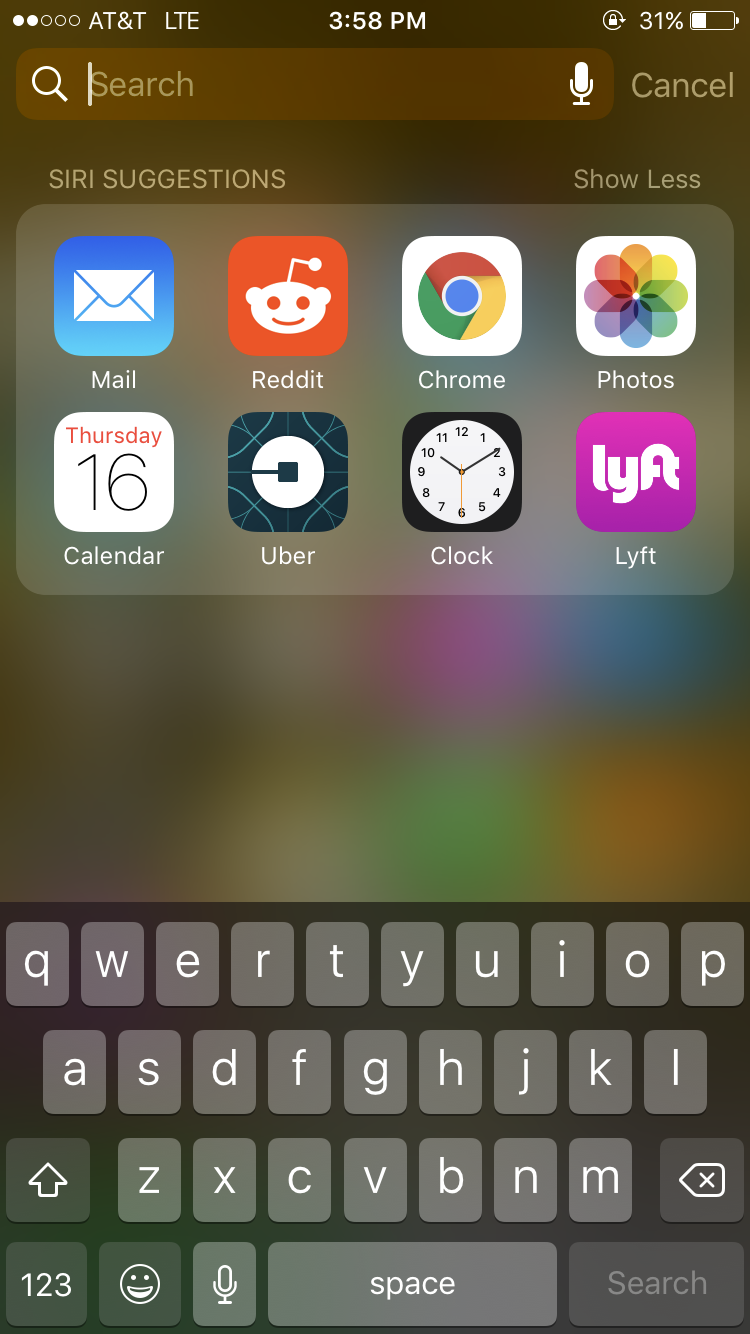 AT&T LTE 3:58 PM 31%
Search Cancel
SIRI SUGGESTIONS Show Less
Mail Reddit Chrome Photos
Thursday
16
12
11 1
10 2
9 3
8 4
7 5
6
lyft
Calendar Uber Clock Lyft
q w e r t y u i o p
a s d f g h j k l
z x c v b n m
123 space Search